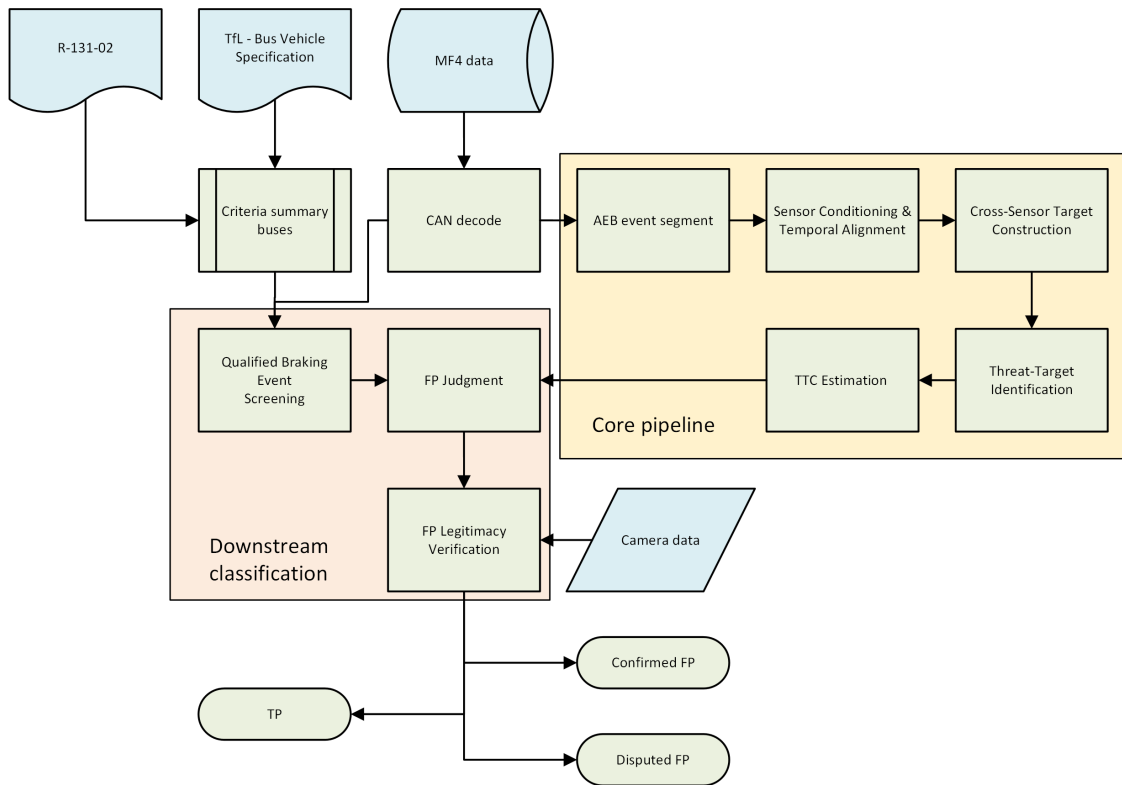 R-131-02
TfL - Bus Vehicle
Specification
MF4 data
Criteria summary
buses
CAN decode
AEB event segment
Sensor Conditioning &
Temporal Alignment
Cross-Sensor Target
Construction
Qualified Braking
Event
Screening
FP Judgment
TTC Estimation
Threat-Target
Identification
Core pipeline
FP Legitimacy
Verification
Camera data
Downstream
classification
Confirmed FP
TP
Disputed FP